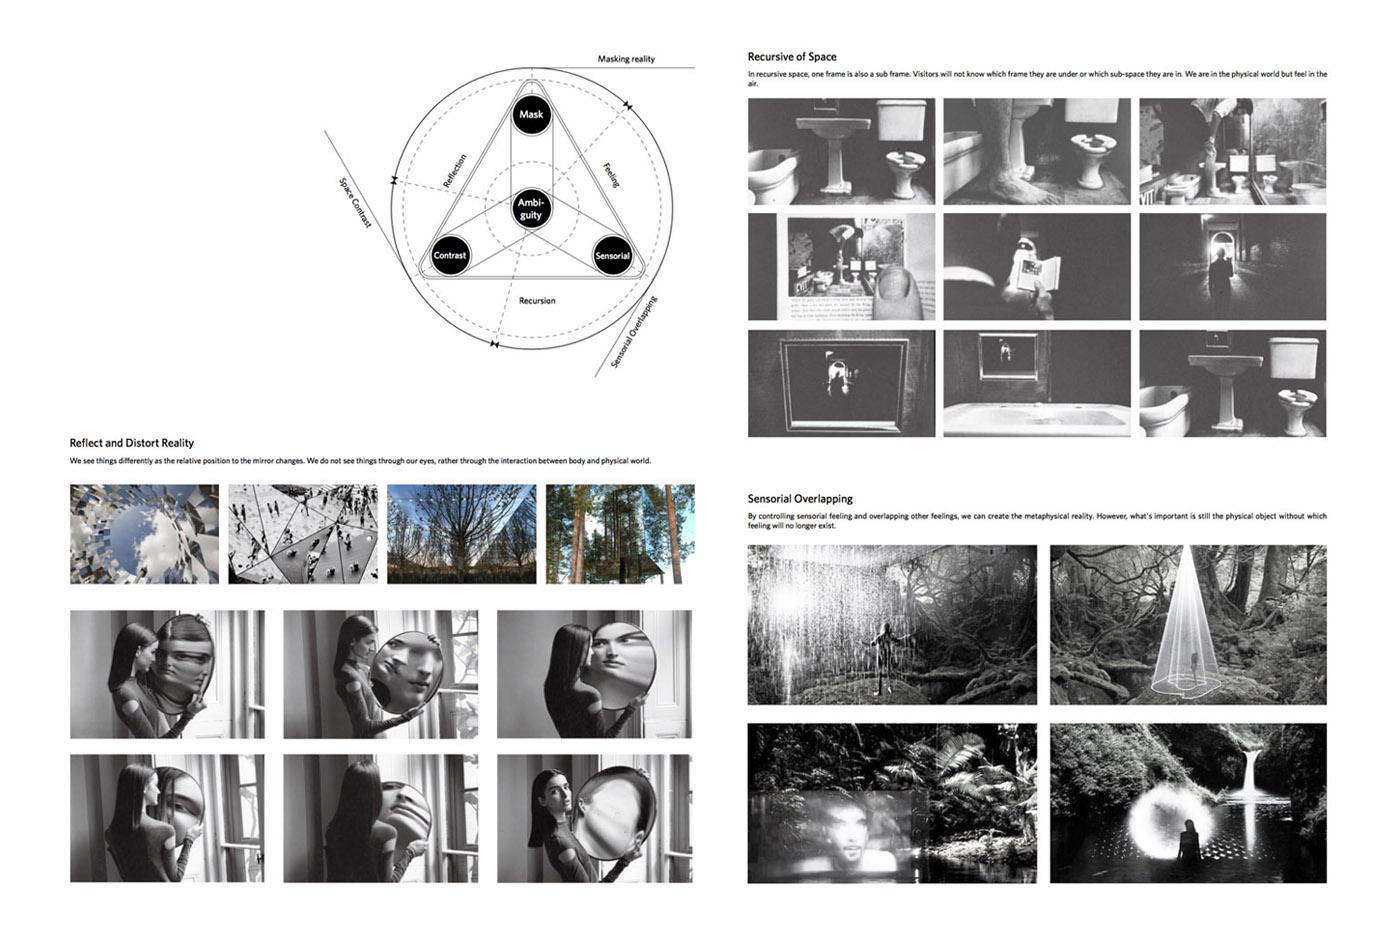 Masking reality
Mask
Reflection
Feeling
Space Contrast
Ambi-
guity
Contrast
Sensorial
Recursion
Sensorial Overlapping
Reflect and Distort Reality
We see things differently as the relative position to the mirror changes. We do not see things through our eyes, rather through the interaction between body and physical world.
Recursive of Space
In recursive space, one frame is also a sub frame. Visitors will not know which frame they are under or which sub-space they are in. We are in the physical world but feel in the
air.
Sensorial Overlapping
By controlling sensorial feeling and overlapping other feelings, we can create the metaphysical reality. However, what's important is still the physical object without which
feeling will no longer exist.